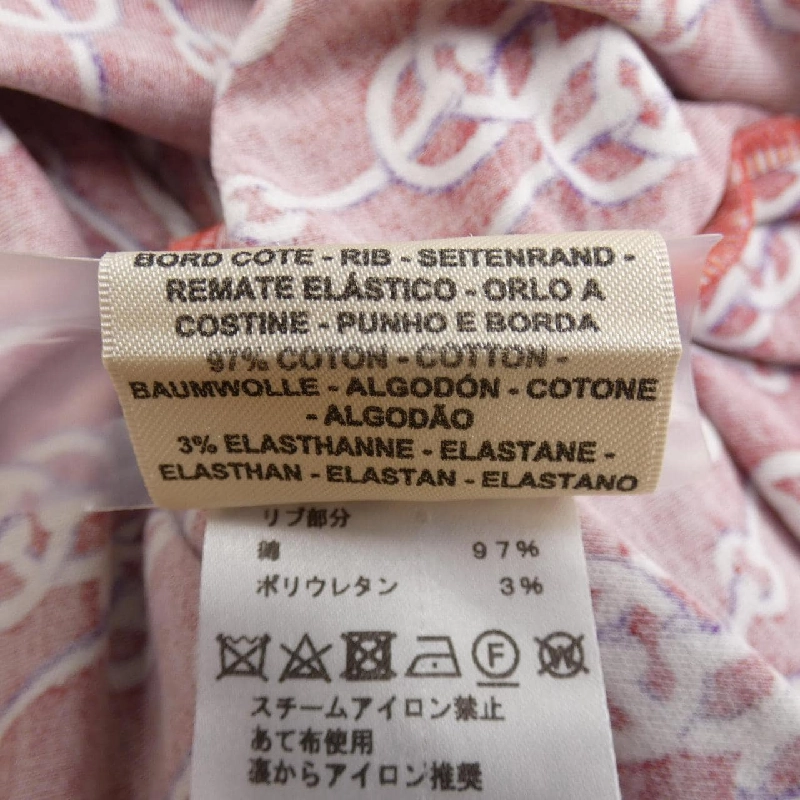 BORD COTE - RIB - SEITENRAND -
REMATE ELÁSTICO - ORLO A
COSTINE - PUNHO E BORDA
97% COTON - COTTON -
BAUMWOLLE - ALGODÓN - COTONE
- ALGODÃO
3% ELASTHANNE - ELASTANE -
ELASTHAN - ELASTAN - ELASTANO
リブ部分
綿 97%
ポリウレタン 3%
F W
スチームアイロン禁止
あて布使用
裏からアイロン推奨